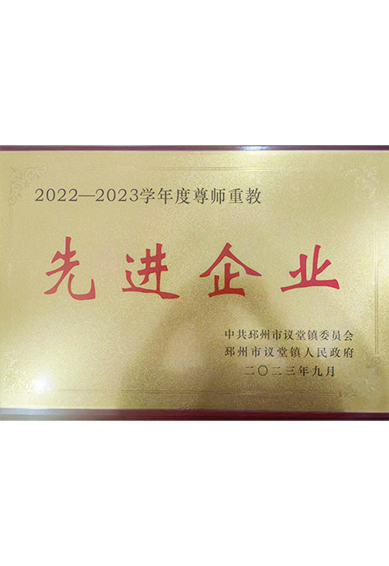 2022—2023学年度尊师重教
先进企业
中共邳州市议堂镇委员会
邳州市议堂镇人民政府
二〇二三年九月